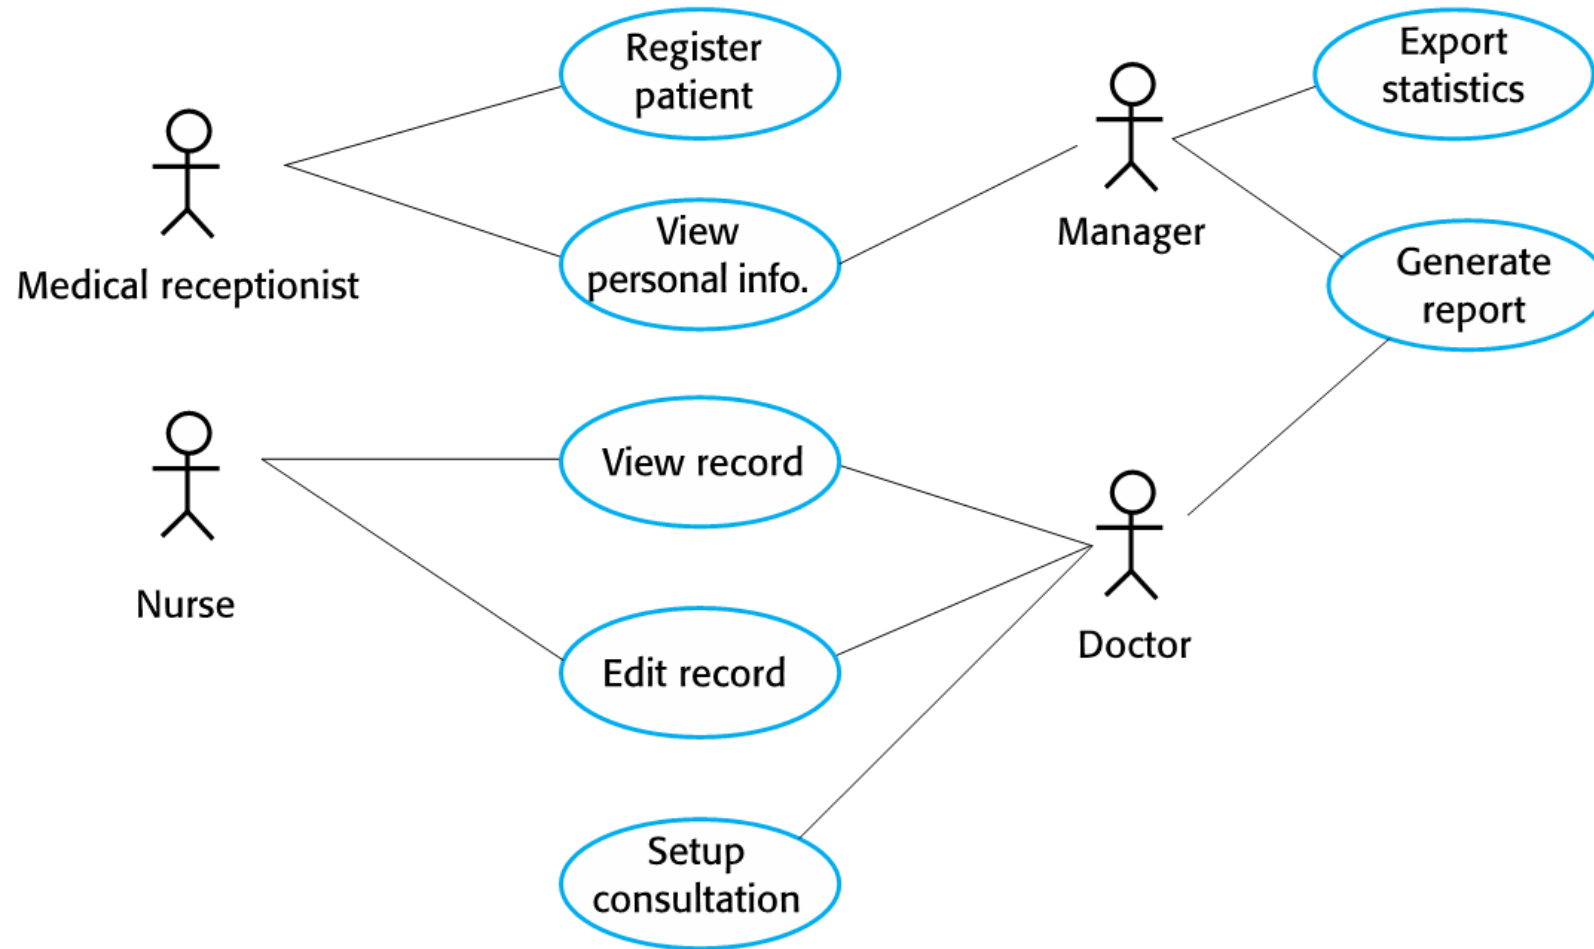 Register
patient
Export
statistics
Medical receptionist
View
personal info.
Manager
Generate
report
Nurse
View record
Edit record
Doctor
Setup
consultation